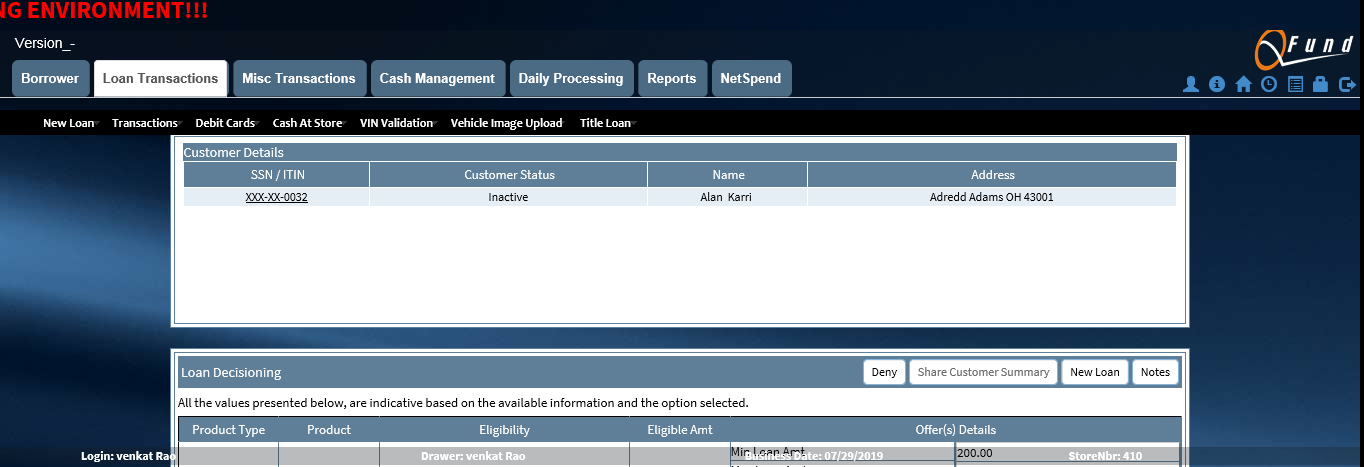 NG ENVIRONMENT!!!
Version_-
QFund
Borrower Loan Transactions Misc Transactions Cash Management Daily Processing Reports NetSpend
New Loan Transactions Debit Cards Cash At Store VIN Validation Vehicle Image Upload Title Loan
Customer Details
SSN / ITIN Customer Status Name Address
XXX-XX-0032 Inactive Alan Karri Adredd Adams OH 43001
Loan Decisioning Deny Share Customer Summary New Loan Notes
All the values presented below, are indicative based on the available information and the option selected.
Product Type Product Eligibility Eligible Amt Offer(s) Details
Min Loan Amt 200.00
Login: venkat Rao Drawer: venkat Rao Business Date: 07/29/2019 StoreNbr: 410